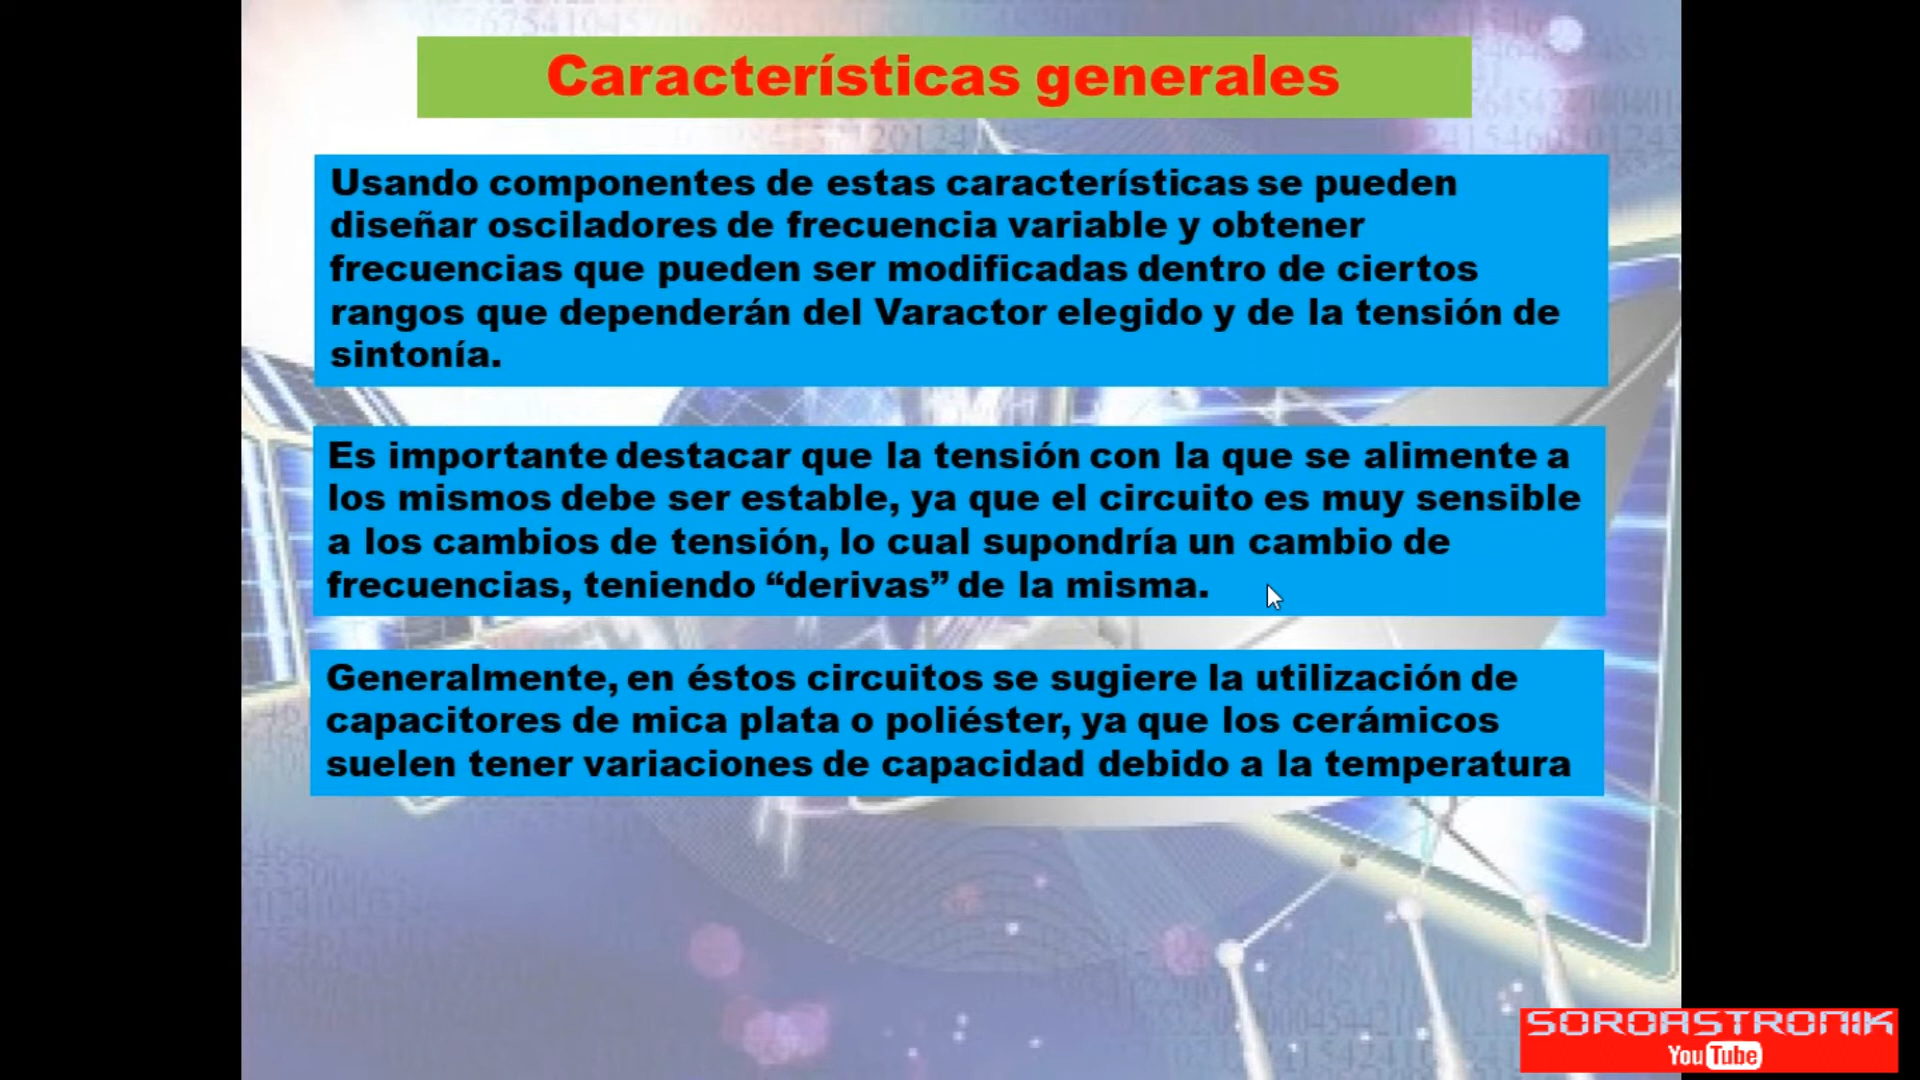 Características generales
Usando componentes de estas características se pueden
diseñar osciladores de frecuencia variable y obtener
frecuencias que pueden ser modificadas dentro de ciertos
rangos que dependerán del Varactor elegido y de la tensión de
sintonía.
Es importante destacar que la tensión con la que se alimente a
los mismos debe ser estable, ya que el circuito es muy sensible
a los cambios de tensión, lo cual supondría un cambio de
frecuencias, teniendo “derivas” de la misma.
Generalmente, en éstos circuitos se sugiere la utilización de
capacitores de mica plata o poliéster, ya que los cerámicos
suelen tener variaciones de capacidad debido a la temperatura
SOROASTRONIK
YouTube